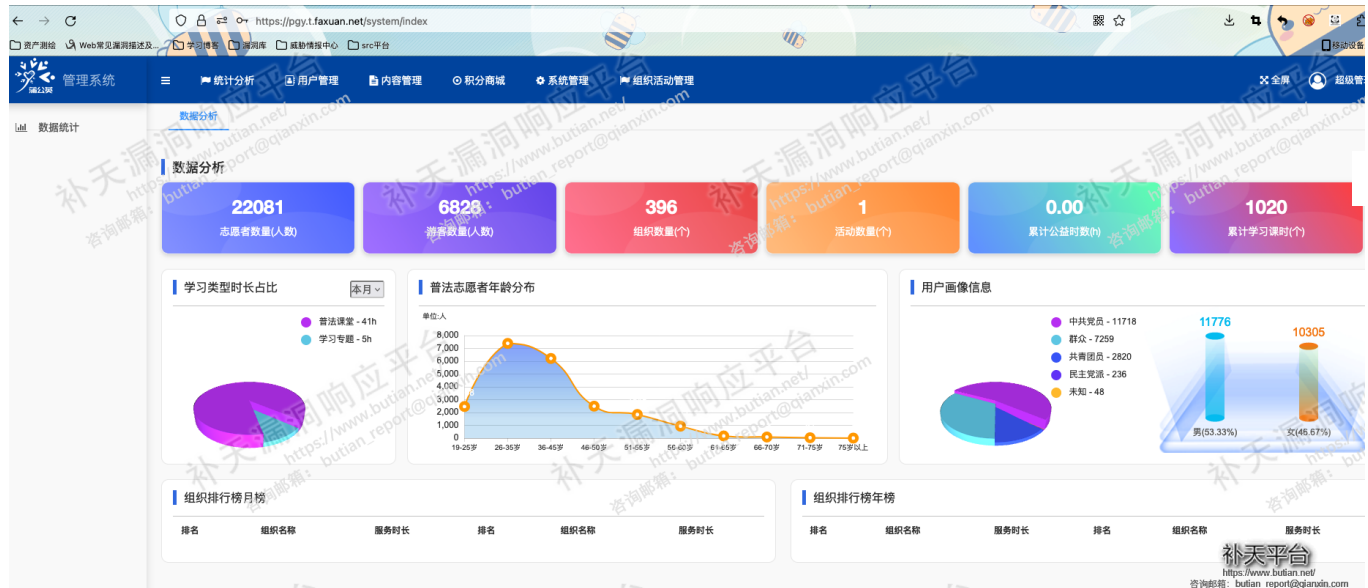 https://pgy.t.faxuan.net/system/index
资产测绘 Web常见漏洞描述及... 学习博客 漏洞库 威胁情报中心 src平台 移动设备
蒲公英 管理系统 统计分析 用户管理 内容管理 积分商城 系统管理 组织活动管理 全屏 超级管
数据统计
数据分析
数据分析
22081 6828 396 1 0.00 1020
志愿者数量(人数) 游客数量(人数) 组织数量(个) 活动数量(个) 累计公益时数(h) 累计学习课时(个)
学习类型时长占比 本月
普法课堂 - 41h
学习专题 - 5h
普法志愿者年龄分布
单位:人
8,000
7,000
6,000
5,000
4,000
3,000
2,000
1,000
0
19-25岁 26-35岁 36-45岁 46-50岁 51-55岁 56-60岁 61-65岁 66-70岁 71-75岁 75岁以上
用户画像信息
中共党员 - 11718
群众 - 7259
共青团员 - 2820
民主党派 - 236
未知 - 48
11776 10305
男(53.33%) 女(46.67%)
组织排行榜月榜
排名 组织名称 服务时长 排名 组织名称 服务时长
组织排行榜年榜
排名 组织名称 服务时长 排名 组织名称 服务时长
补天漏洞响应平台
https://www.butian.net/
咨询邮箱：butian_report@qianxin.com
补天平台
https://www.butian.net/
咨询邮箱：butian_report@qianxin.com